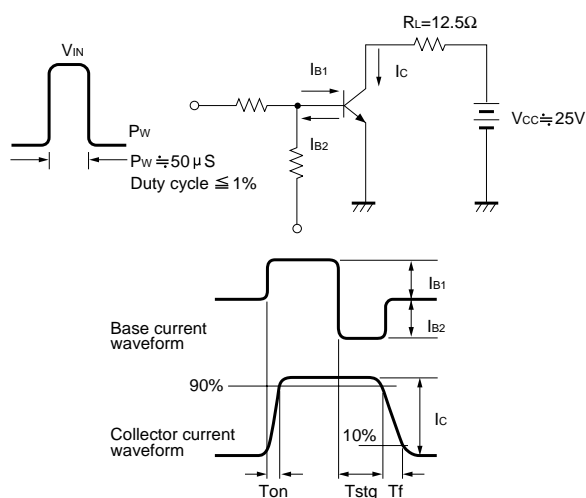 VIN
PW
PW≒50μS
Duty cycle ≦ 1%
IB1
IB2
IC
RL=12.5Ω
VCC≒25V
Base current
waveform
IB1
IB2
90%
Collector current
waveform
10%
IC
Ton
Tstg
Tf